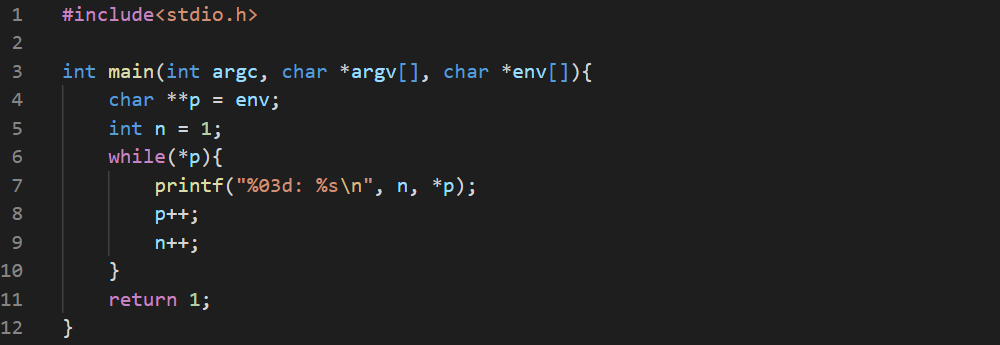 1 #include<stdio.h>
2
3 int main(int argc, char *argv[], char *env[]){
4     char **p = env;
5     int n = 1;
6     while(*p){
7         printf("%03d: %s\n", n, *p);
8         p++;
9         n++;
10     }
11     return 1;
12 }